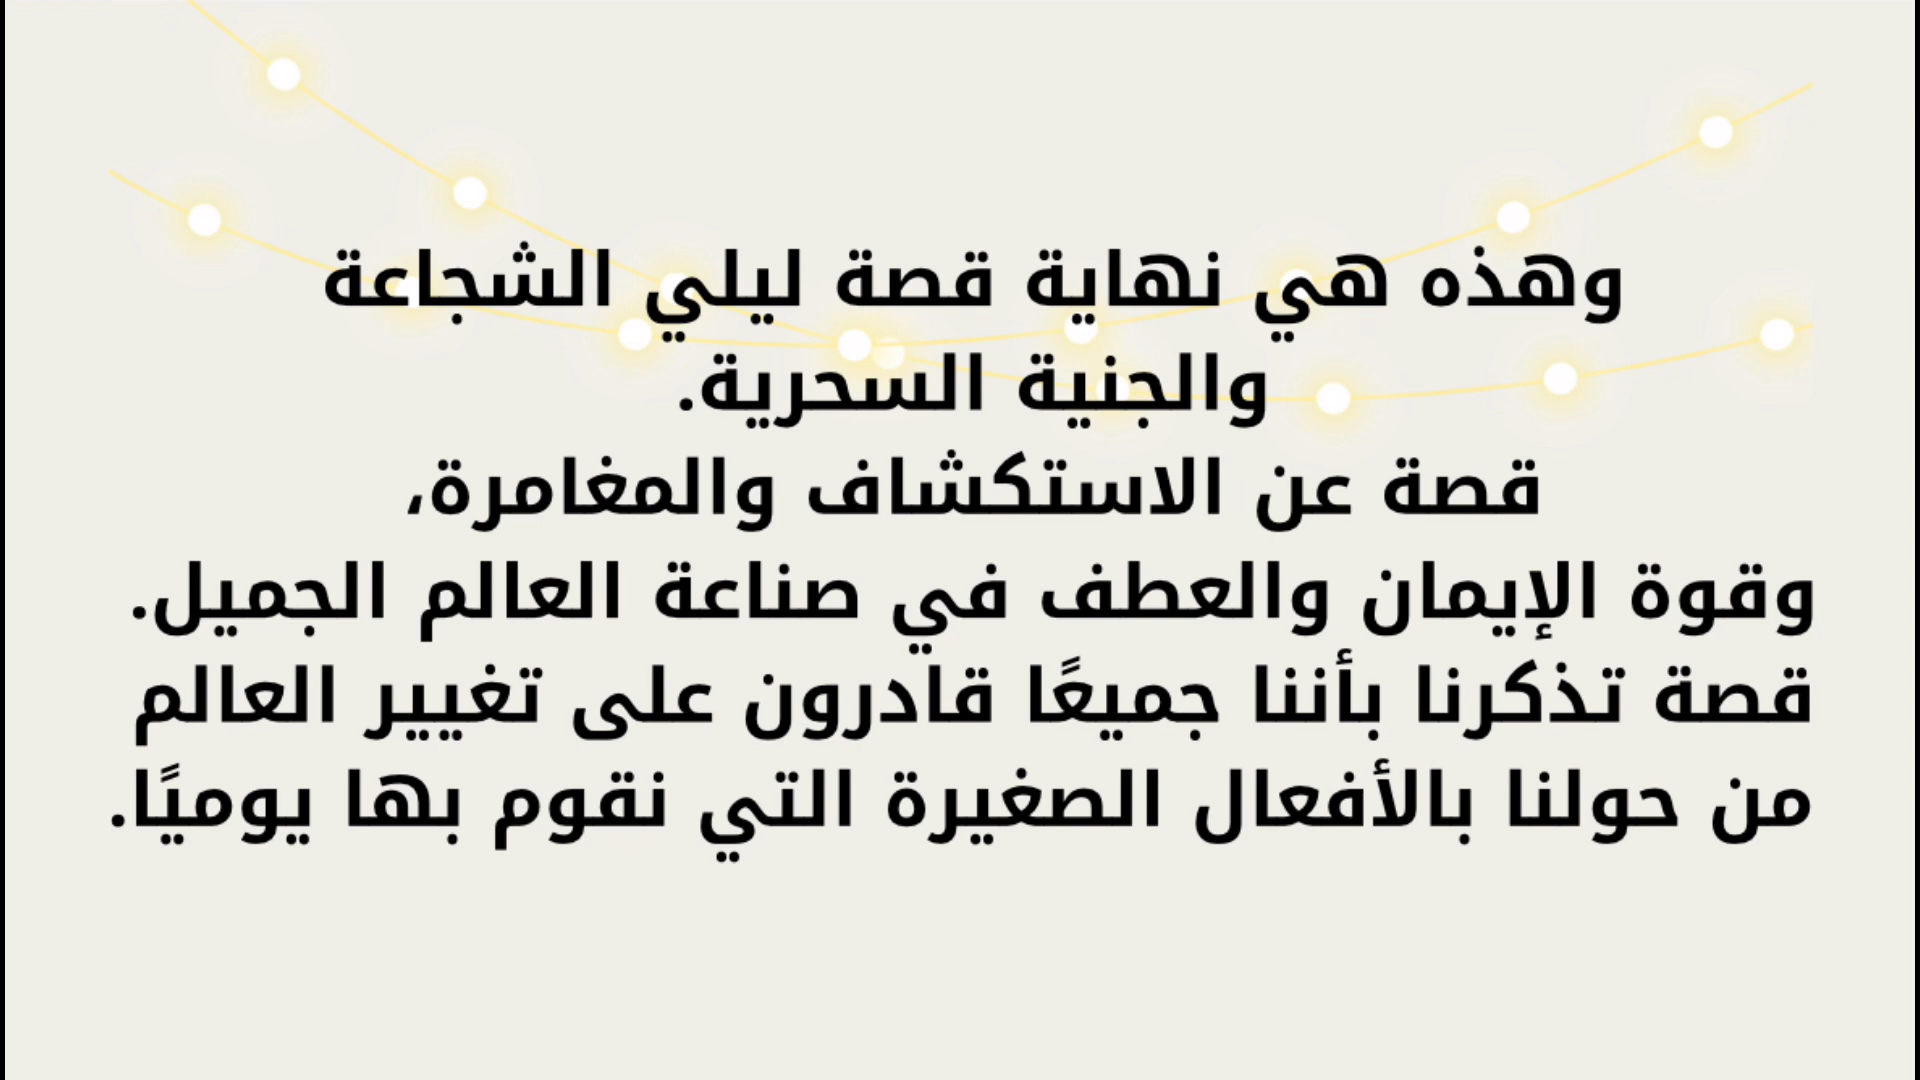 وهذه هي نهاية قصة ليلي الشجاعة
والجنية السحرية.
قصة عن الاستكشاف والمغامرة،
وقوة الإيمان والعطف في صناعة العالم الجميل.
قصة تذكرنا بأننا جميعًا قادرون على تغيير العالم
من حولنا بالأفعال الصغيرة التي نقوم بها يوميًا.